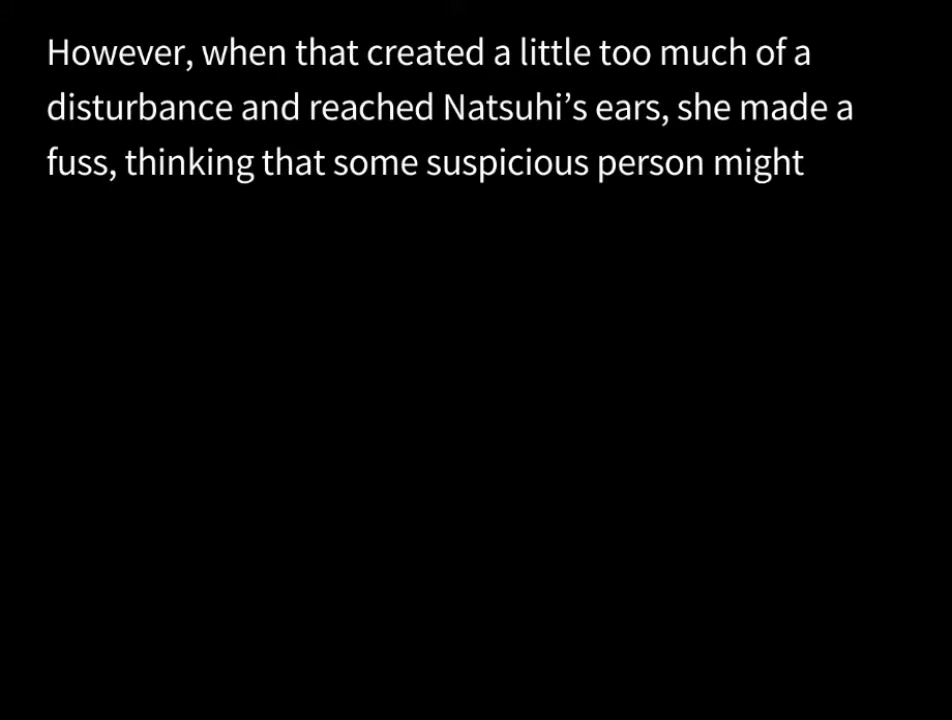 However, when that created a little too much of a
disturbance and reached Natsuhi’s ears, she made a
fuss, thinking that some suspicious person might